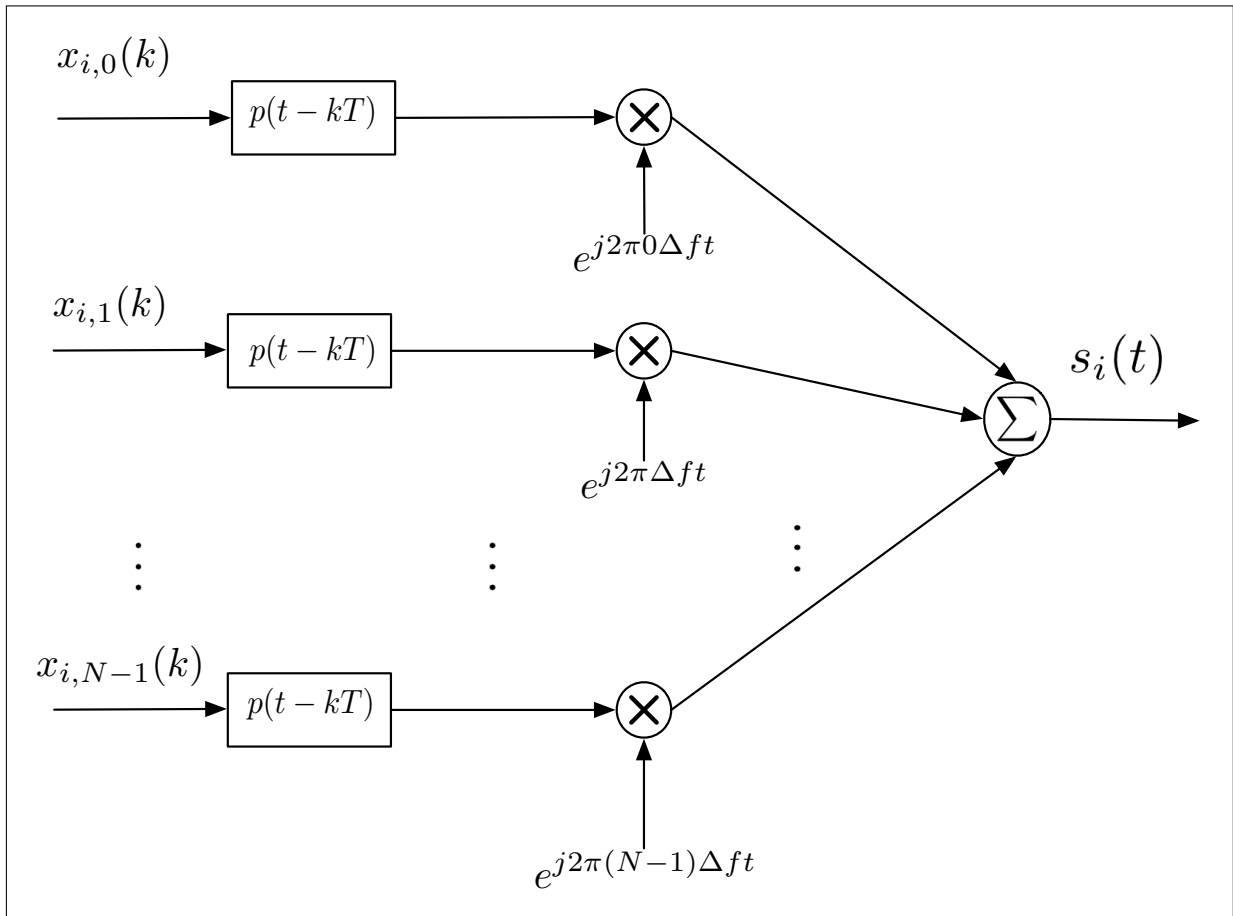 x_{i,0}(k)
p(t − kT)
e^{j2π0Δft}
x_{i,1}(k)
p(t − kT)
s_i(t)
∑
e^{j2πΔft}
x_{i,N−1}(k)
p(t − kT)
e^{j2π(N−1)Δft}